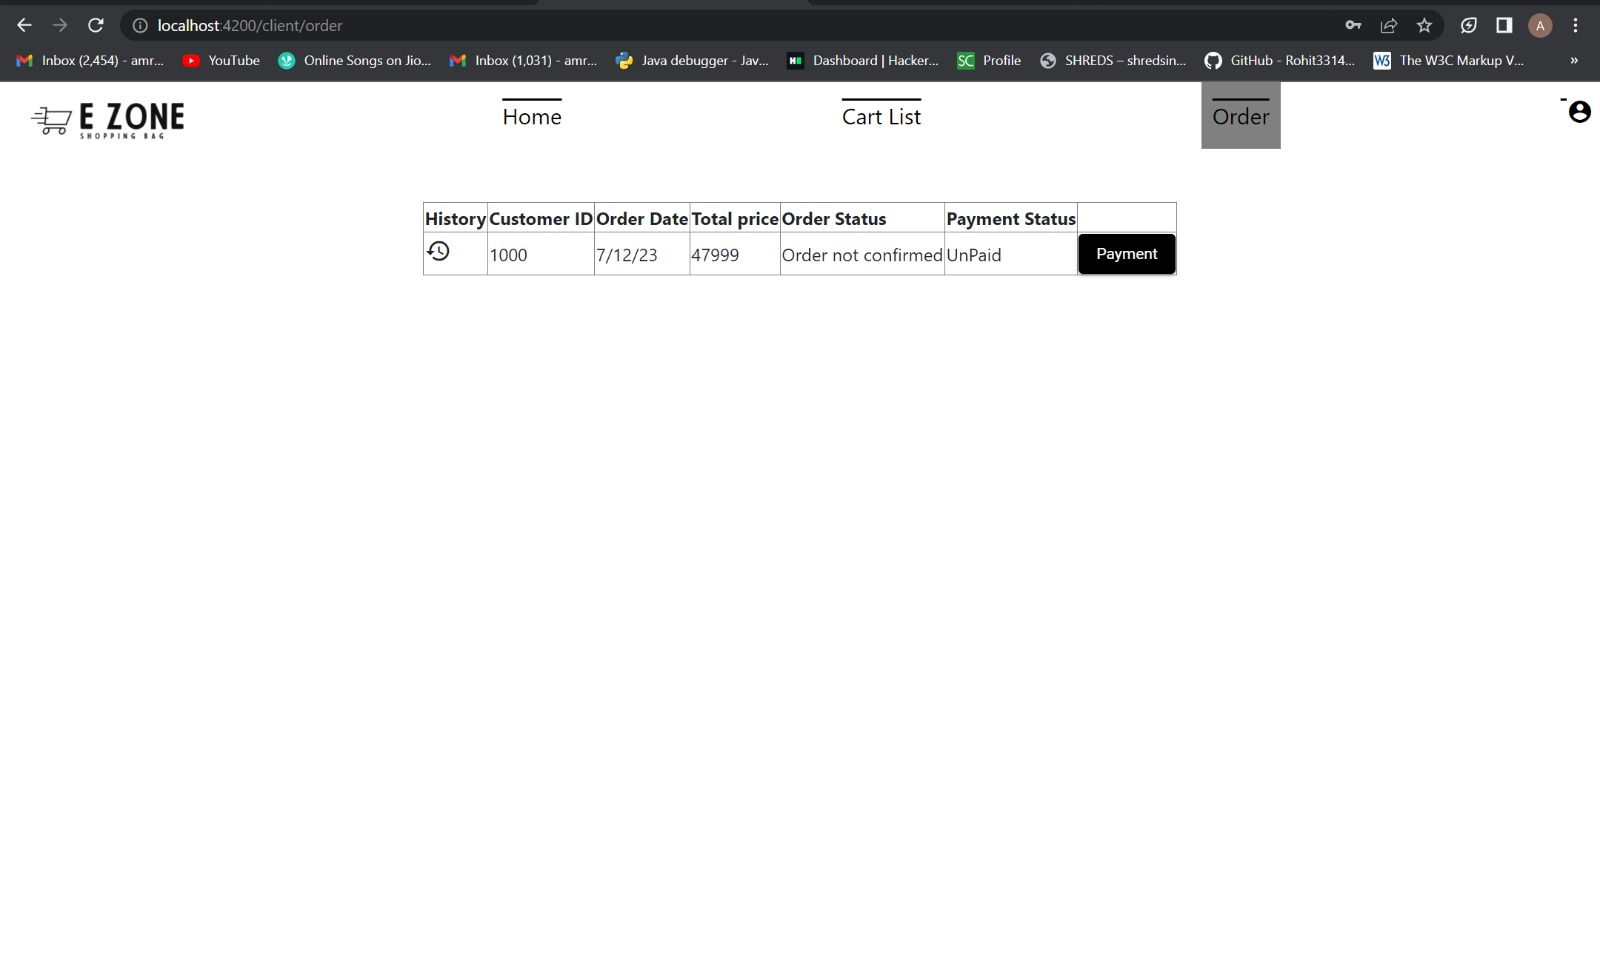 localhost:4200/client/order
A
Inbox (2,454) - amr... YouTube Online Songs on Jio... Inbox (1,031) - amr... Java debugger - Jav... Dashboard | Hacker... SC Profile SHREDS – shredsin... GitHub - Rohit3314... W3 The W3C Markup V... »
E ZONE
SHOPPING BAG
Home Cart List Order
History Customer ID Order Date Total price Order Status Payment Status
1000 7/12/23 47999 Order not confirmed UnPaid Payment